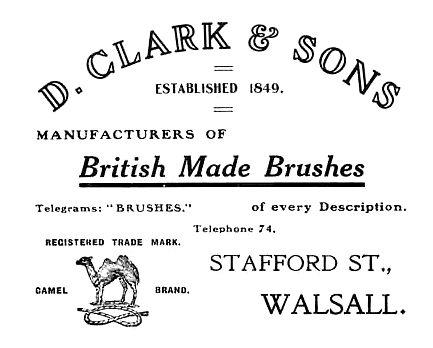 D. CLARK & SONS
ESTABLISHED 1849.
MANUFACTURERS OF
British Made Brushes
Telegrams: "BRUSHES."
of every Description.
Telephone 74.
REGISTERED TRADE MARK.
CAMEL BRAND.
STAFFORD ST.,
WALSALL.